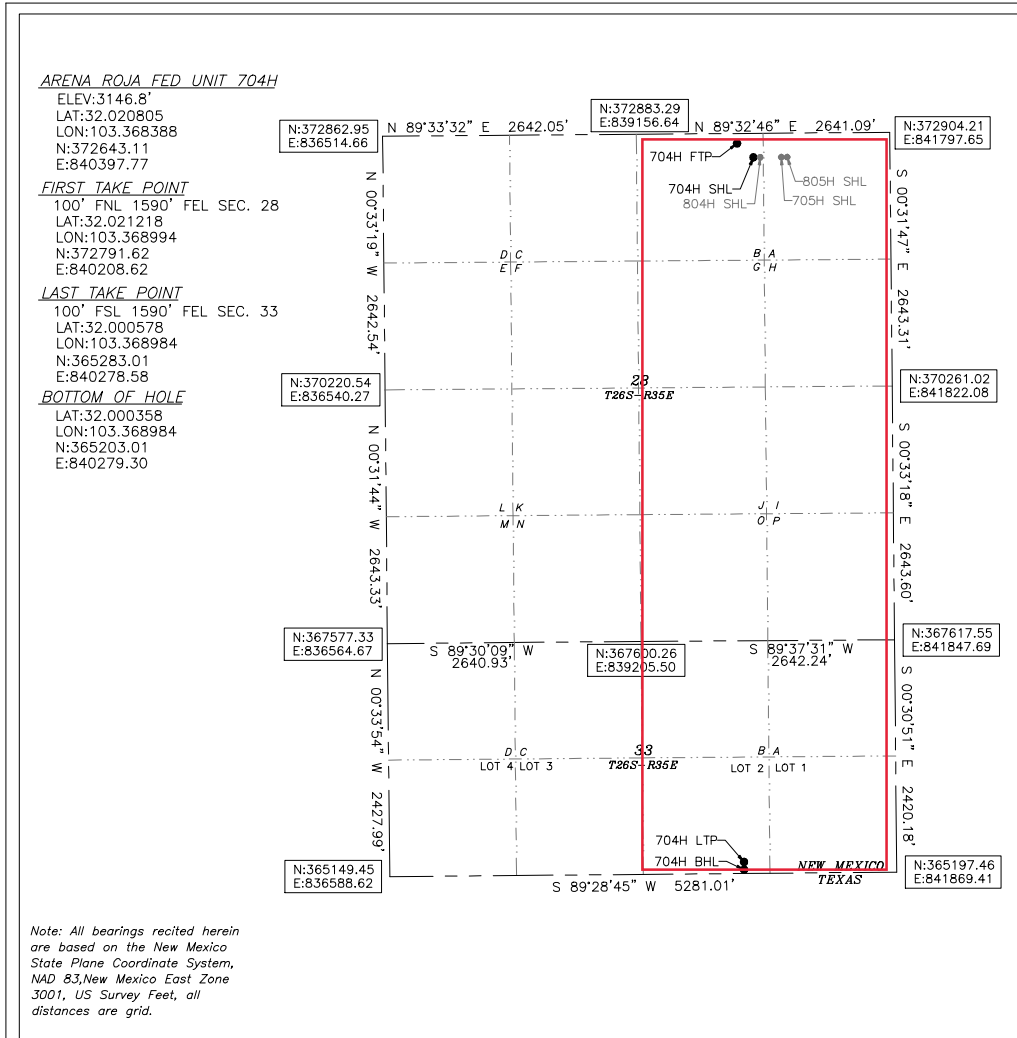 ARENA ROJA FED UNIT 704H
ELEV:3146.8'
LAT:32.020805
LON:103.368388
N:372643.11
E:840397.77
FIRST TAKE POINT
100' FNL 1590' FEL SEC. 28
LAT:32.021218
LON:103.368994
N:372791.62
E:840208.62
LAST TAKE POINT
100' FSL 1590' FEL SEC. 33
LAT:32.000578
LON:103.368984
N:365283.01
E:840278.58
BOTTOM OF HOLE
LAT:32.000358
LON:103.368984
N:365203.01
E:840279.30
N:372862.95
E:836514.66
N 89°33'32" E 2642.05'
N:372883.29
E:839156.64
N 89°32'46" E 2641.09'
N:372904.21
E:841797.65
704H FTP
704H SHL
804H SHL
805H SHL
705H SHL
N 00°33'19" W 2642.54'
S 00°31'47" E 2643.31'
D C
E F
B A
G H
N:370220.54
E:836540.27
23
T26S-R35E
N:370261.02
E:841822.08
N 00°31'44" W 2643.33'
S 00°33'18" E 2643.60'
L K
M N
J I
O P
N:367577.33
E:836564.67
S 89°30'09" W
2640.93'
N:367600.26
E:839205.50
S 89°37'31" W
2642.24'
N:367617.55
E:841847.69
N 00°33'54" W 2427.99'
S 00°30'51" E 2420.18'
D C
LOT 4 LOT 3
33
T26S-R35E
B A
LOT 2 LOT 1
704H LTP
704H BHL
NEW MEXICO
TEXAS
N:365149.45
E:836588.62
S 89°28'45" W 5281.01'
N:365197.46
E:841869.41
Note: All bearings recited herein
are based on the New Mexico
State Plane Coordinate System,
NAD 83,New Mexico East Zone
3001, US Survey Feet, all
distances are grid.